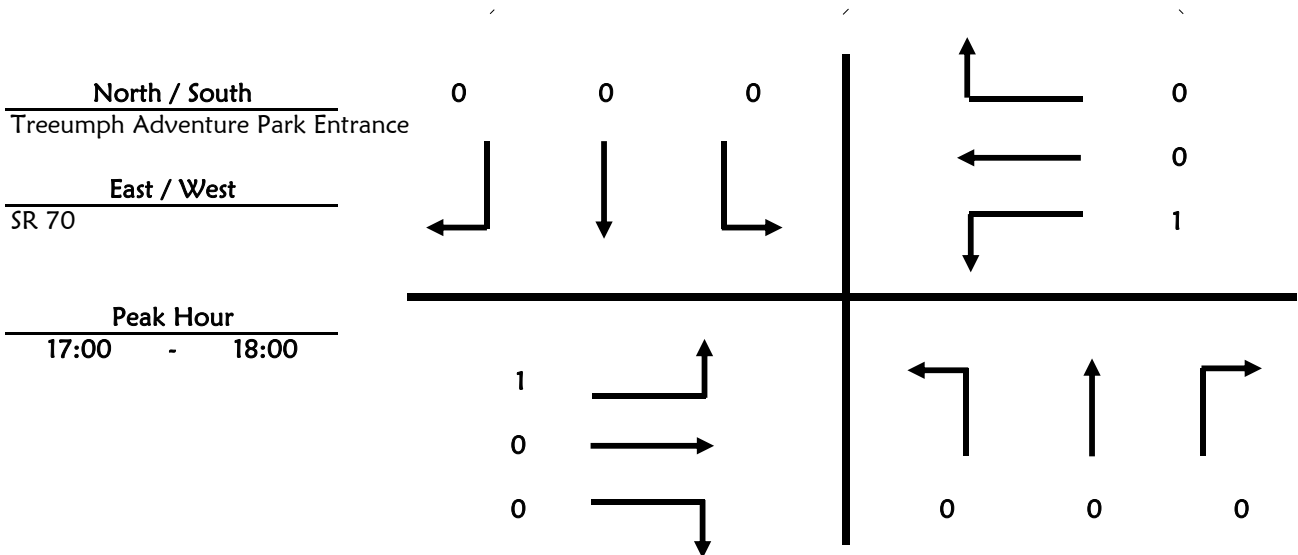 North / South
Treeumph Adventure Park Entrance
East / West
SR 70
Peak Hour
17:00 - 18:00
0 0 0
0
0
1
1
0
0
0 0 0